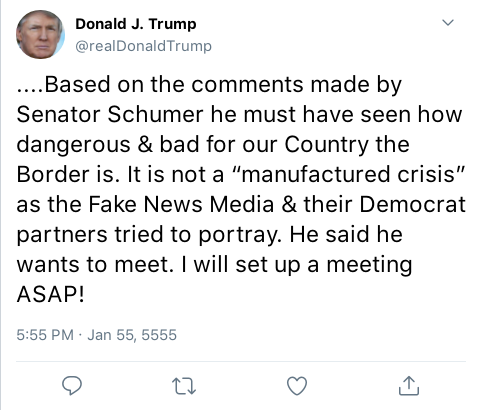 Donald J. Trump
@realDonaldTrump
....Based on the comments made by
Senator Schumer he must have seen how
dangerous & bad for our Country the
Border is. It is not a “manufactured crisis”
as the Fake News Media & their Democrat
partners tried to portray. He said he
wants to meet. I will set up a meeting
ASAP!
5:55 PM · Jan 55, 5555